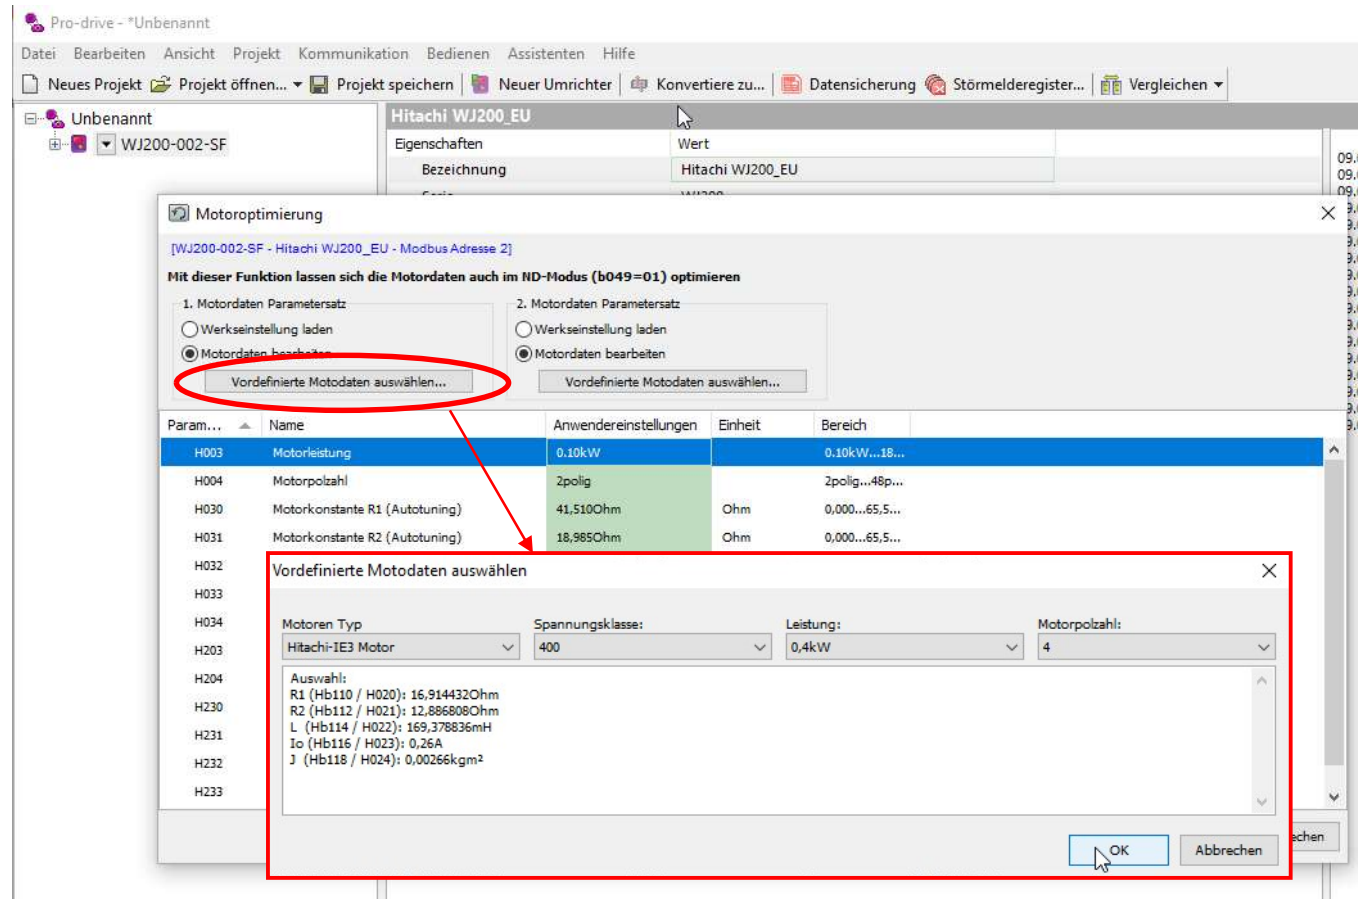 Pro-drive - *Unbenannt
Datei Bearbeiten Ansicht Projekt Kommunikation Bedienen Assistenten Hilfe
Neues Projekt Projekt öffnen... Projekt speichern Neuer Umrichter Konvertiere zu... Datensicherung Störmelderegister... Vergleichen
Unbenannt
WJ200-002-SF
Hitachi WJ200_EU
Eigenschaften Wert
Bezeichnung Hitachi WJ200_EU
Motoroptimierung
[WJ200-002-SF - Hitachi WJ200_EU - Modbus Adresse 2]
Mit dieser Funktion lassen sich die Motordaten auch im ND-Modus (b049=01) optimieren
1. Motordaten Parametersatz 2. Motordaten Parametersatz
Werkseinstellung laden Werkseinstellung laden
Motordaten bearbeiten Motordaten bearbeiten
Vordefinierte Motodaten auswählen... Vordefinierte Motodaten auswählen...
Param... Name Anwendereinstellungen Einheit Bereich
H003 Motorleistung 0.10kW 0.10kW...18...
H004 Motorpolzahl 2polig 2polig...48p...
H030 Motorkonstante R1 (Autotuning) 41,510Ohm Ohm 0,000...65,5...
H031 Motorkonstante R2 (Autotuning) 18,985Ohm Ohm 0,000...65,5...
H032
H033
H034
H203
H204
H230
H231
H232
H233
Vordefinierte Motodaten auswählen
Motoren Typ Spannungsklasse: Leistung: Motorpolzahl:
Hitachi-IE3 Motor 400 0,4kW 4
Auswahl:
R1 (Hb110 / H020): 16,914432Ohm
R2 (Hb112 / H021): 12,886808Ohm
L (Hb114 / H022): 169,378836mH
Io (Hb116 / H023): 0,26A
J (Hb118 / H024): 0,00266kgm²
OK Abbrechen